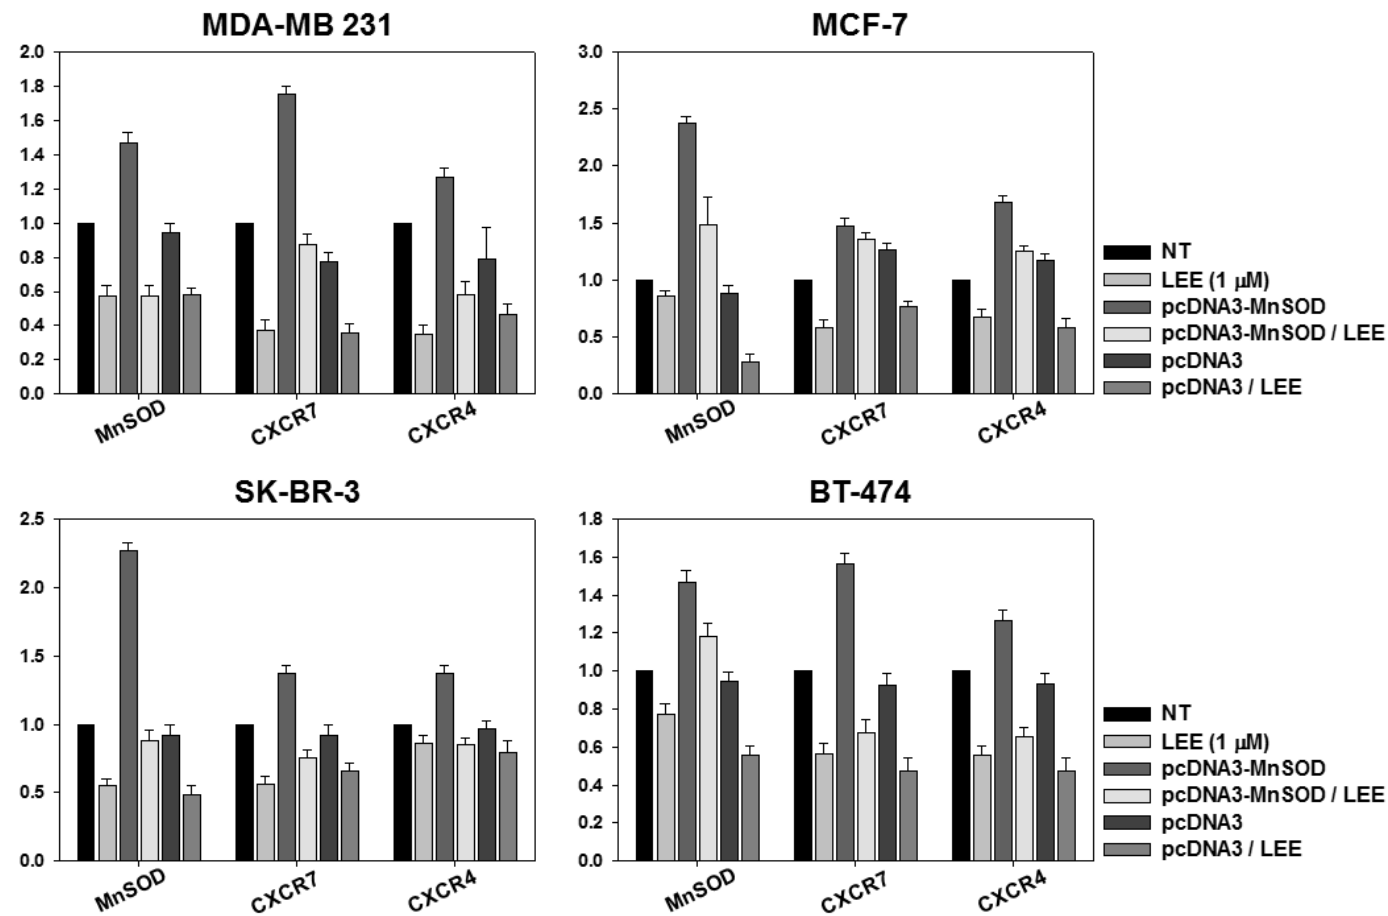 MDA-MB 231
2.0
1.8
1.6
1.4
1.2
1.0
0.8
0.6
0.4
0.2
0.0
MnSOD
CXCR7
CXCR4
MCF-7
3.0
2.5
2.0
1.5
1.0
0.5
0.0
MnSOD
CXCR7
CXCR4
NT
LEE (1 μM)
pcDNA3-MnSOD
pcDNA3-MnSOD / LEE
pcDNA3
pcDNA3 / LEE
SK-BR-3
2.5
2.0
1.5
1.0
0.5
0.0
MnSOD
CXCR7
CXCR4
BT-474
1.8
1.6
1.4
1.2
1.0
0.8
0.6
0.4
0.2
0.0
MnSOD
CXCR7
CXCR4
NT
LEE (1 μM)
pcDNA3-MnSOD
pcDNA3-MnSOD / LEE
pcDNA3
pcDNA3 / LEE